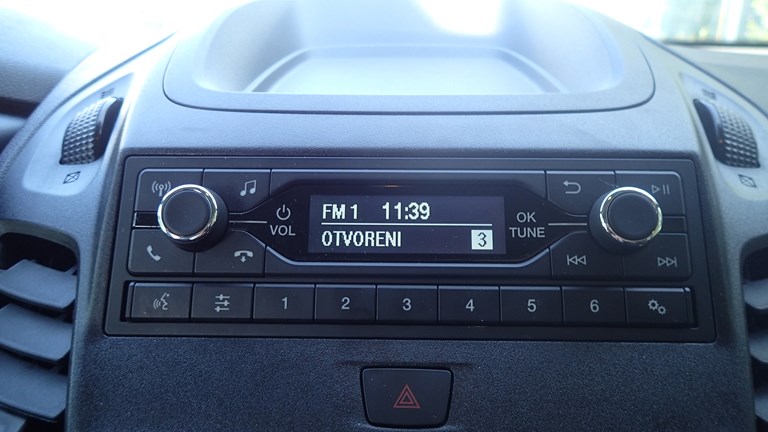 FM 1 11:39
OTVORENI 3
VOL
OK
TUNE
1 2 3 4 5 6